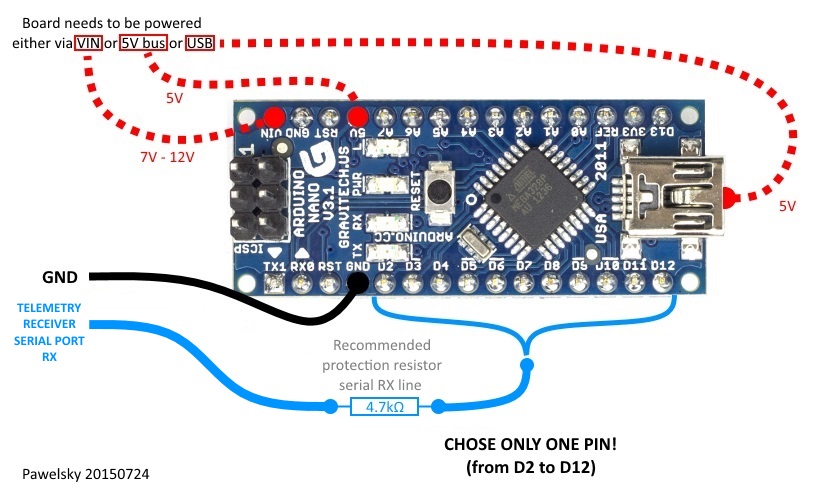 Board needs to be powered
either via VIN or 5V bus or USB
5V
7V - 12V
5V
VIN GND RST 5V A7 A6 A5 A4 A3 A2 A1 A0 REF 3V3 D13
1
L
PWR
RX
TX
RESET
ARDUINO
NANO
V3.1
GRAVITECH.US
ARDUINO.CC
ICSP
USA
2011
TX1 RX0 RST GND D2 D3 D4 D5 D6 D7 D8 D9 D10 D11 D12
GND
TELEMETRY
RECEIVER
SERIAL PORT
RX
Recommended
protection resistor
serial RX line
4.7kΩ
CHOSE ONLY ONE PIN!
(from D2 to D12)
Pawelsky 20150724